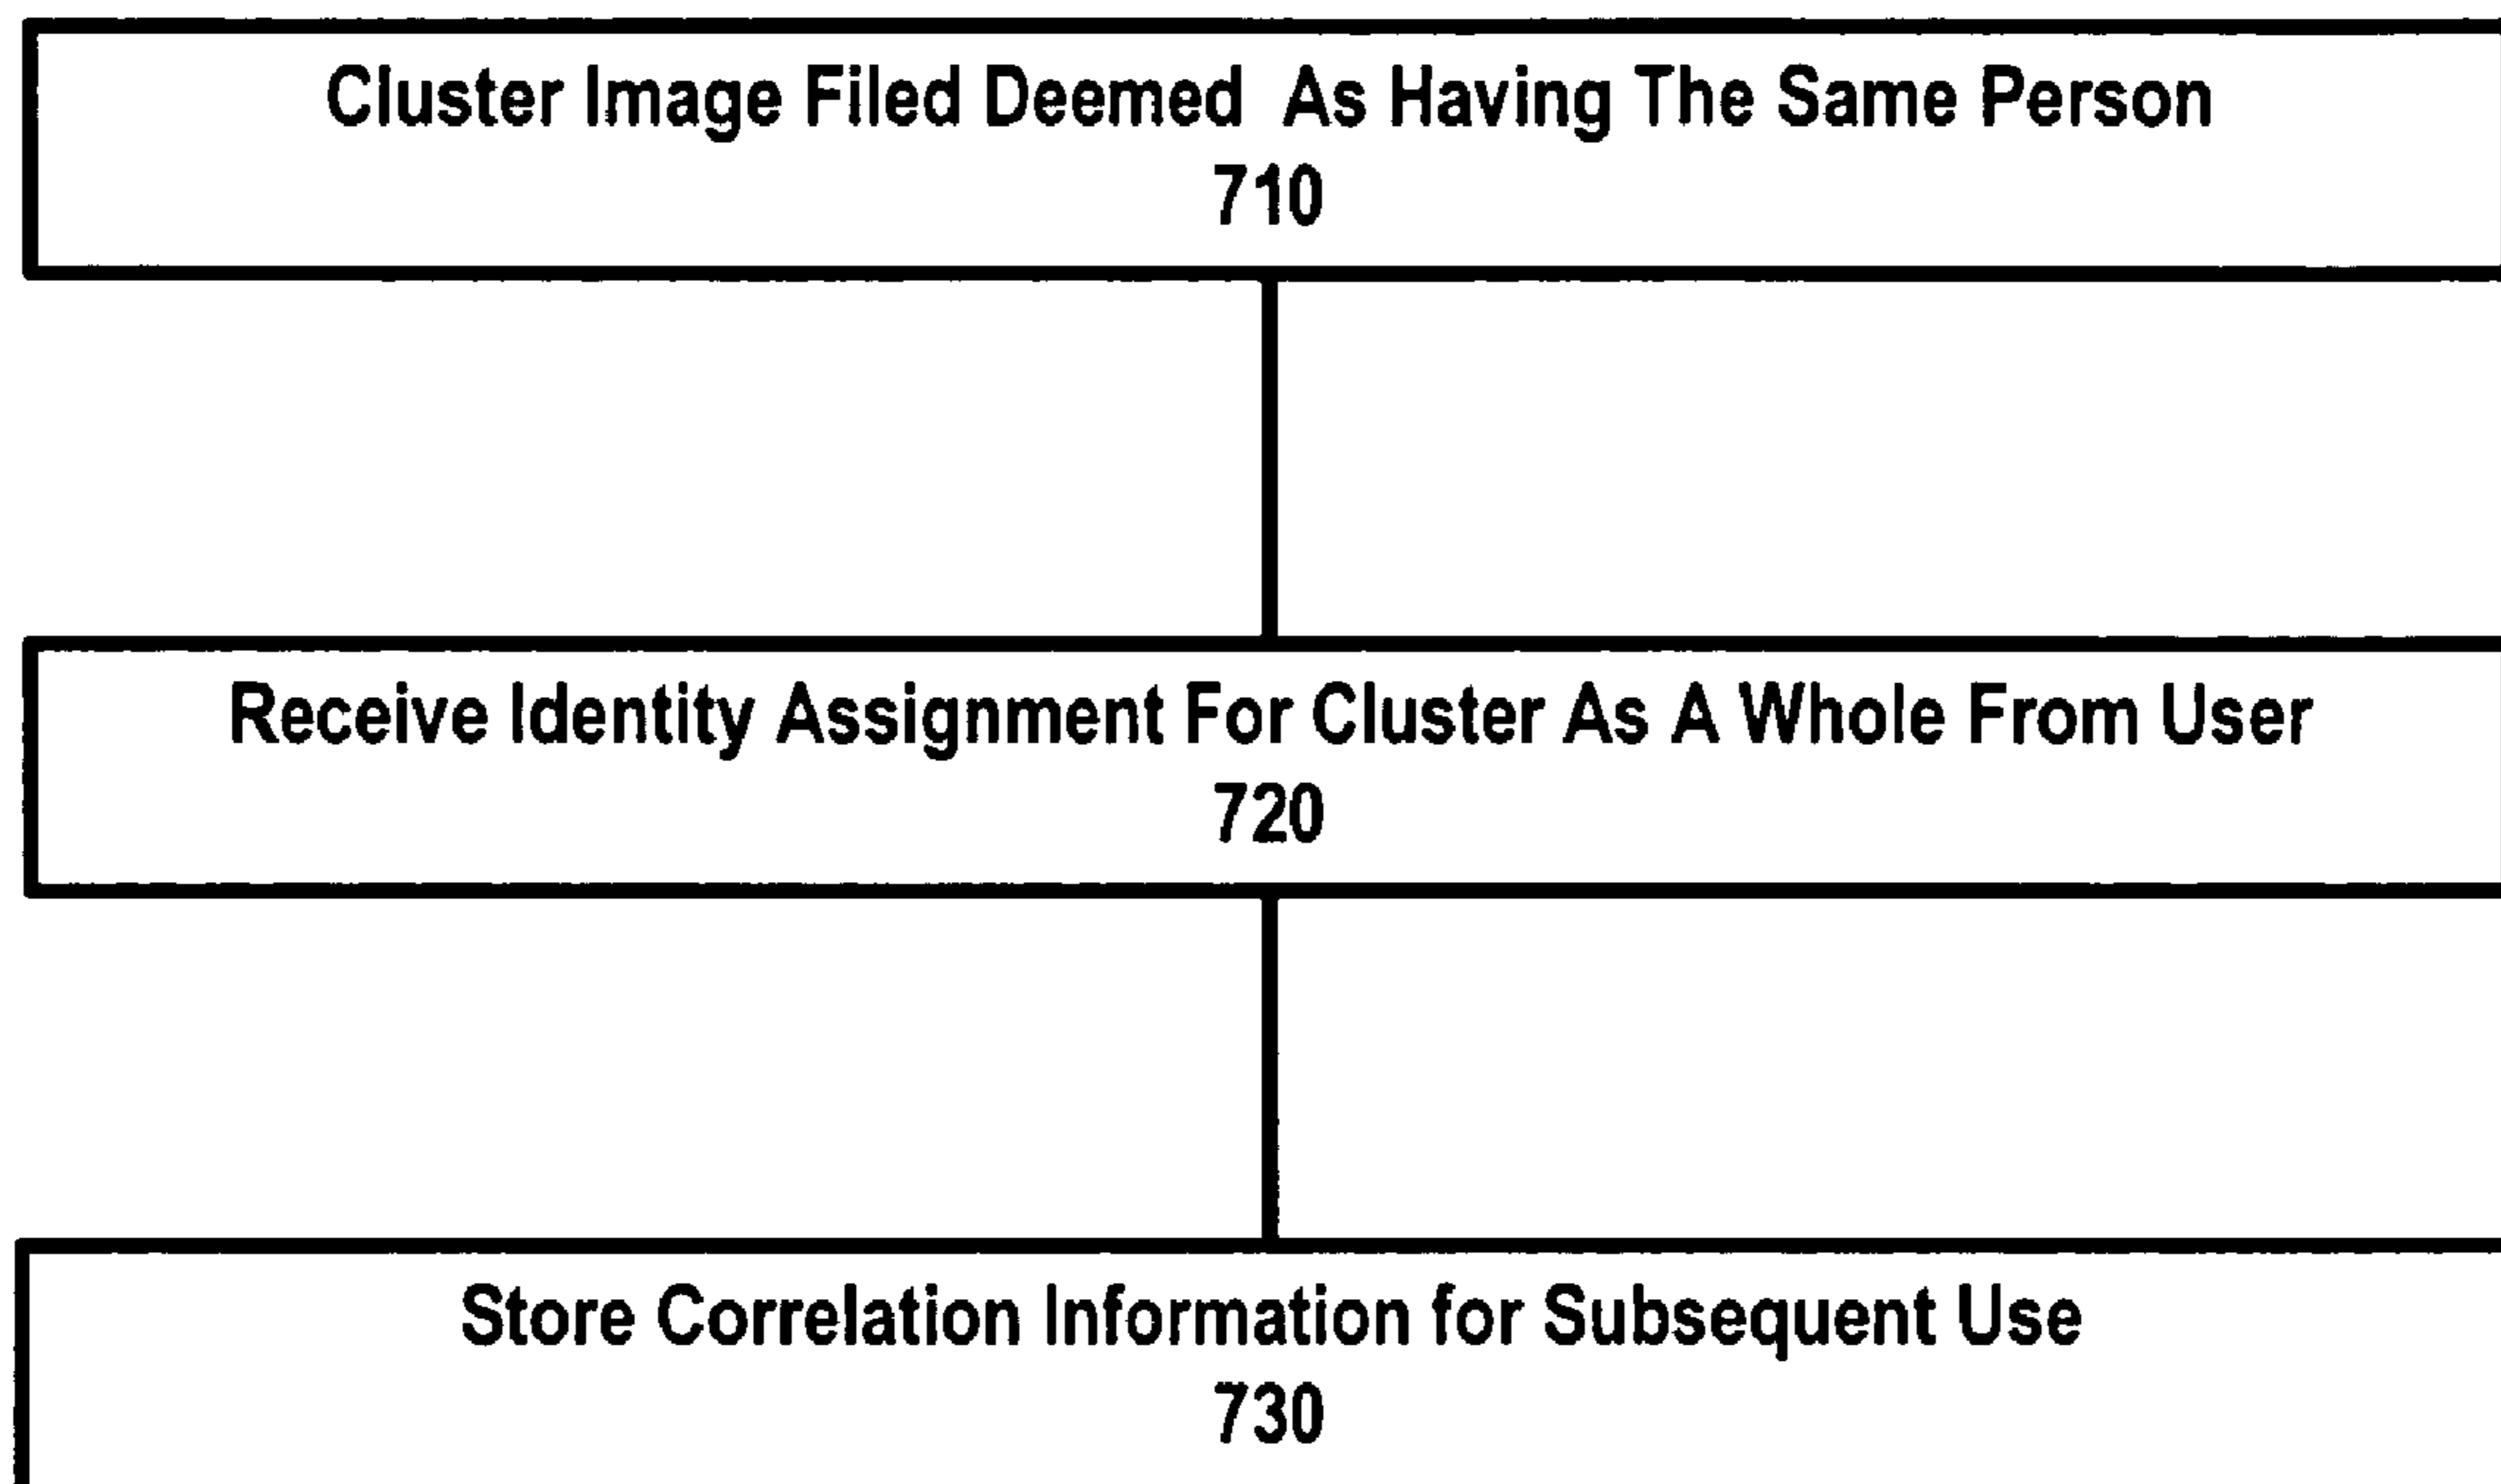 Cluster Image Filed Deemed As Having The Same Person
710
Receive Identity Assignment For Cluster As A Whole From User
720
Store Correlation Information for Subsequent Use
730